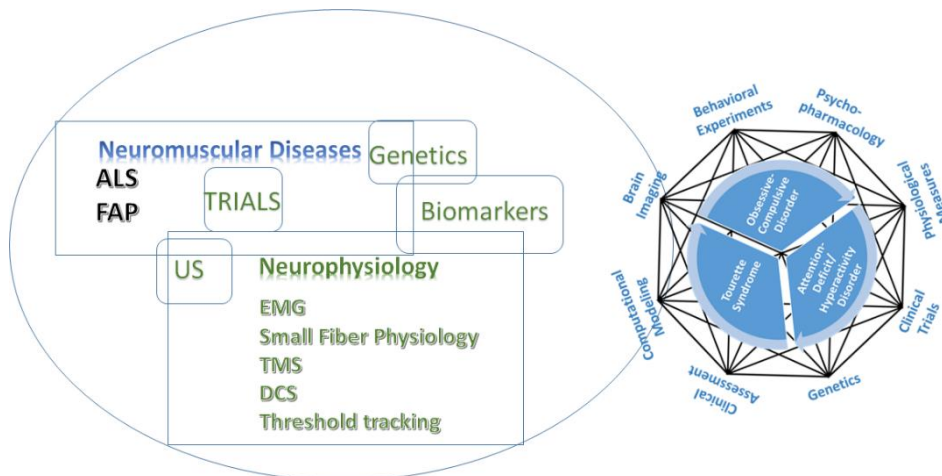 Neuromuscular Diseases
Genetics
ALS
FAP
TRIALS
Biomarkers
US
Neurophysiology
EMG
Small Fiber Physiology
TMS
DCS
Threshold tracking
Behavioral
Experiments
Psycho-
pharmacology
Physiological
Measures
Clinical
Trials
Genetics
Clinical
Assessment
Computational
Modeling
Brain
Imaging
Obsessive-
Compulsive
Disorder
Attention-
Deficit/
Hyperactivity
Disorder
Tourette
Syndrome